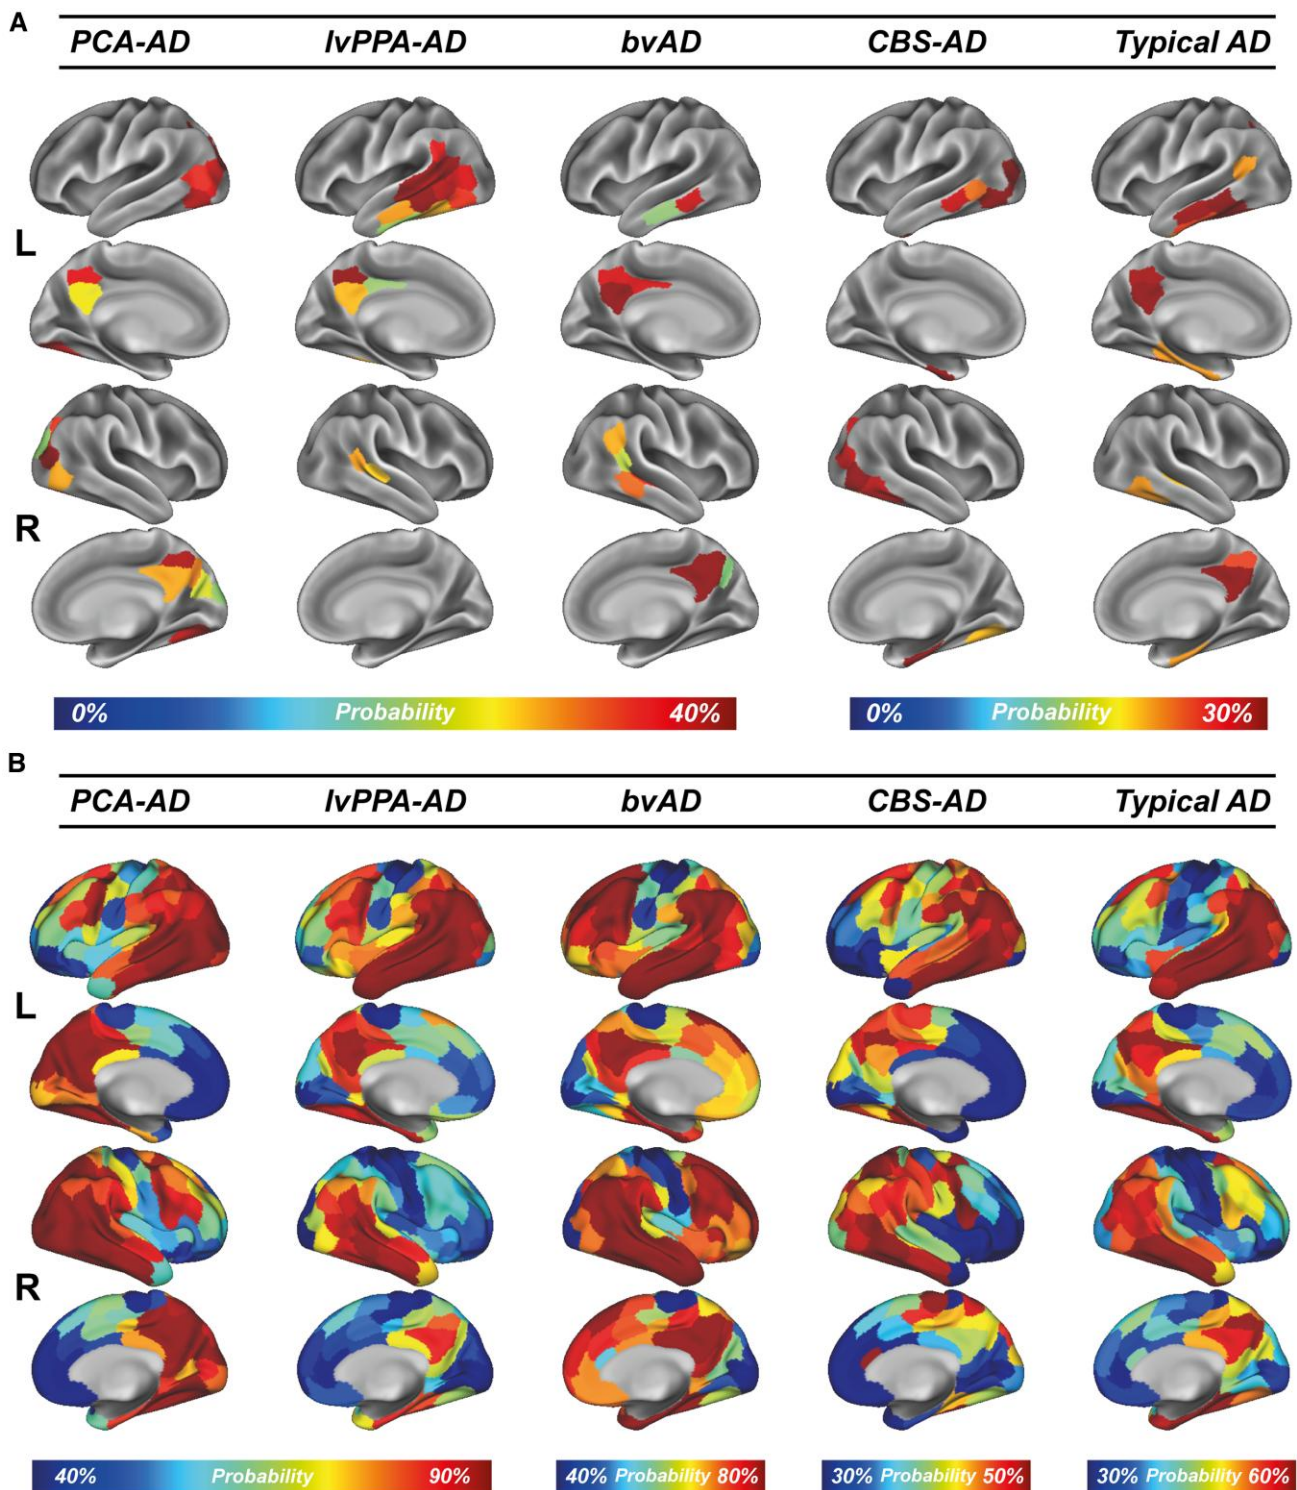 A
PCA-AD lvPPA-AD bvAD CBS-AD Typical AD
L
R
0% Probability 40% 0% Probability 30%
B
PCA-AD lvPPA-AD bvAD CBS-AD Typical AD
L
R
40% Probability 90% 40% Probability 80% 30% Probability 50% 30% Probability 60%